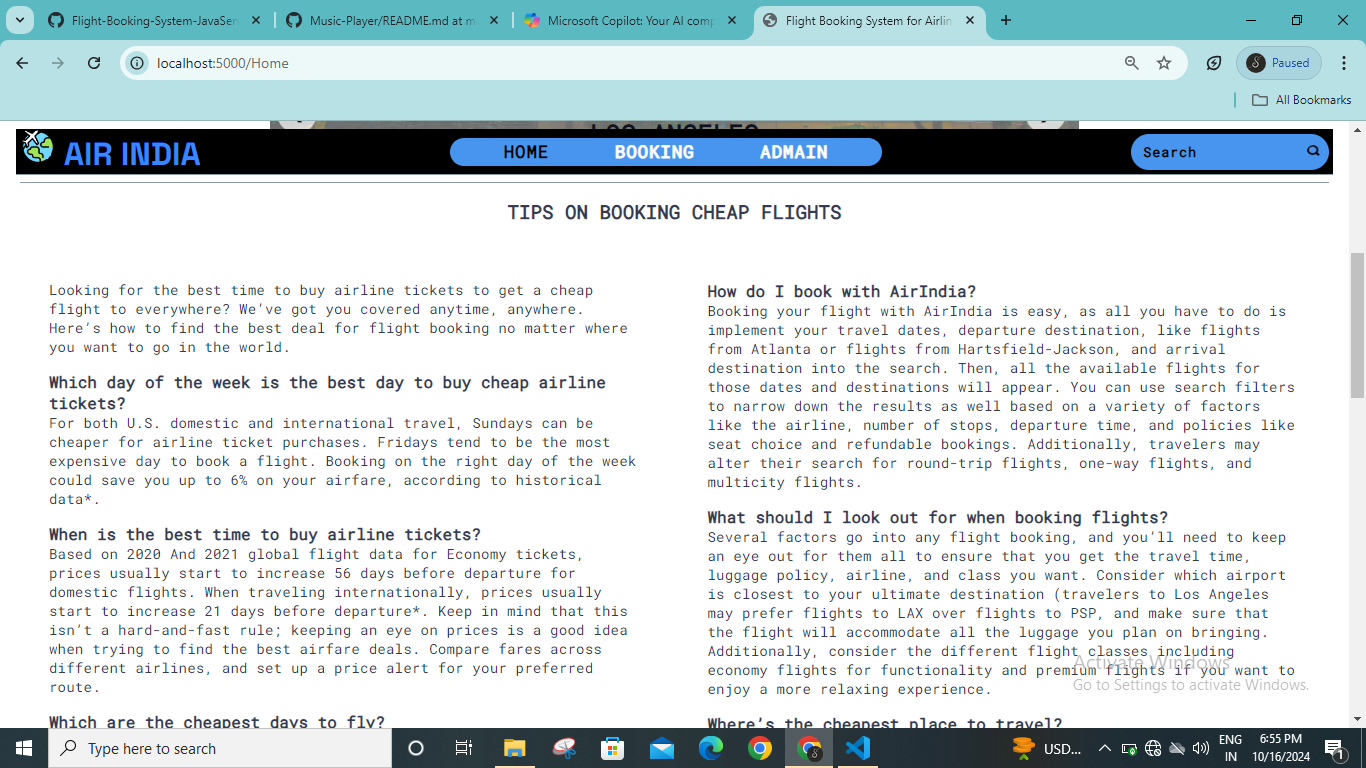 Flight-Booking-System-JavaSer
Music-Player/README.md at m
Microsoft Copilot: Your AI comp
Flight Booking System for Airlin
localhost:5000/Home
Paused
All Bookmarks
LOS ANGELES
AIR INDIA
HOME
BOOKING
ADMAIN
Search
TIPS ON BOOKING CHEAP FLIGHTS
Looking for the best time to buy airline tickets to get a cheap
flight to everywhere? We’ve got you covered anytime, anywhere.
Here’s how to find the best deal for flight booking no matter where
you want to go in the world.
Which day of the week is the best day to buy cheap airline
tickets?
For both U.S. domestic and international travel, Sundays can be
cheaper for airline ticket purchases. Fridays tend to be the most
expensive day to book a flight. Booking on the right day of the week
could save you up to 6% on your airfare, according to historical
data*.
When is the best time to buy airline tickets?
Based on 2020 And 2021 global flight data for Economy tickets,
prices usually start to increase 56 days before departure for
domestic flights. When traveling internationally, prices usually
start to increase 21 days before departure*. Keep in mind that this
isn’t a hard-and-fast rule; keeping an eye on prices is a good idea
when trying to find the best airfare deals. Compare fares across
different airlines, and set up a price alert for your preferred
route.
Which are the cheapest days to fly?
How do I book with AirIndia?
Booking your flight with AirIndia is easy, as all you have to do is
implement your travel dates, departure destination, like flights
from Atlanta or flights from Hartsfield-Jackson, and arrival
destination into the search. Then, all the available flights for
those dates and destinations will appear. You can use search filters
to narrow down the results as well based on a variety of factors
like the airline, number of stops, departure time, and policies like
seat choice and refundable bookings. Additionally, travelers may
alter their search for round-trip flights, one-way flights, and
multicity flights.
What should I look out for when booking flights?
Several factors go into any flight booking, and you’ll need to keep
an eye out for them all to ensure that you get the travel time,
luggage policy, airline, and class you want. Consider which airport
is closest to your ultimate destination (travelers to Los Angeles
may prefer flights to LAX over flights to PSP, and make sure that
the flight will accommodate all the luggage you plan on bringing.
Additionally, consider the different flight classes including
economy flights for functionality and premium flights if you want to
enjoy a more relaxing experience.
Where’s the cheapest place to travel?
Activate Windows
Go to Settings to activate Windows.
Type here to search
USD...
ENG
IN
6:55 PM
10/16/2024
1